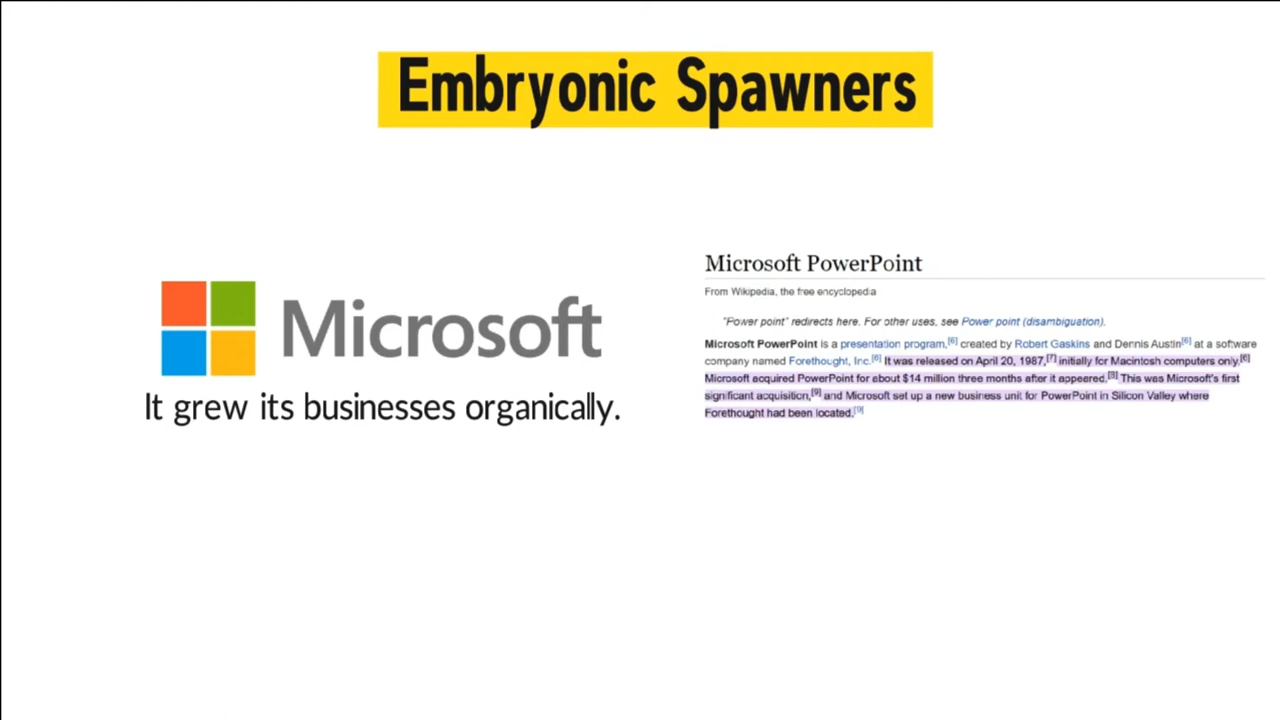 Embryonic Spawners
Microsoft
It grew its businesses organically.
Microsoft PowerPoint
From Wikipedia, the free encyclopedia
"Power point" redirects here. For other uses, see Power point (disambiguation).
Microsoft PowerPoint is a presentation program,[6] created by Robert Gaskins and Dennis Austin[6] at a software
company named Forethought, Inc.[6] It was released on April 20, 1987,[7] initially for Macintosh computers only.[6]
Microsoft acquired PowerPoint for about $14 million three months after it appeared.[8] This was Microsoft's first
significant acquisition,[9] and Microsoft set up a new business unit for PowerPoint in Silicon Valley where
Forethought had been located.[9]